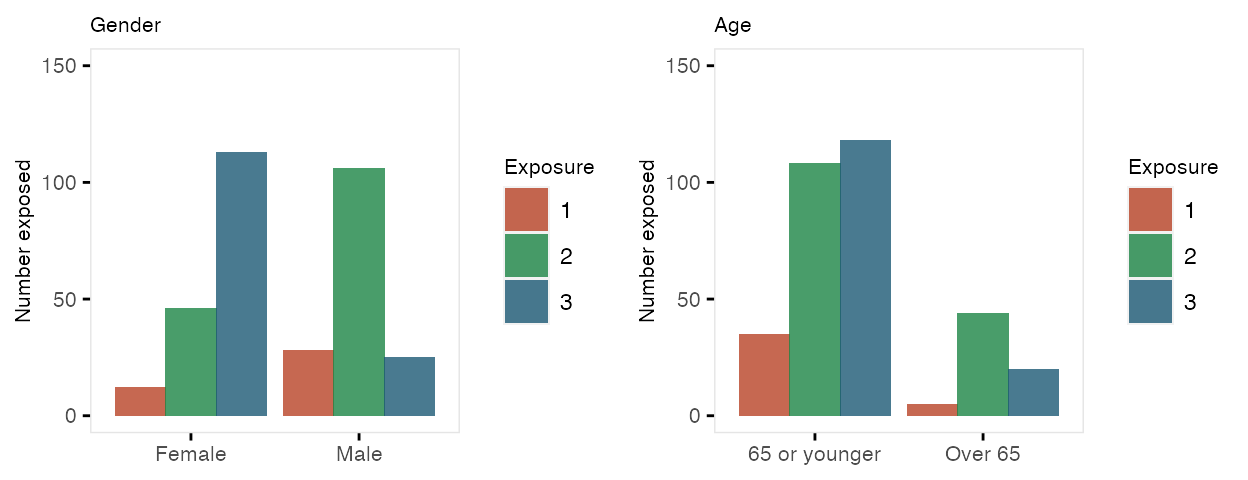 Gender
Number exposed
150
100
50
0
Female
Male
Exposure
1
2
3
Age
Number exposed
150
100
50
0
65 or younger
Over 65
Exposure
1
2
3